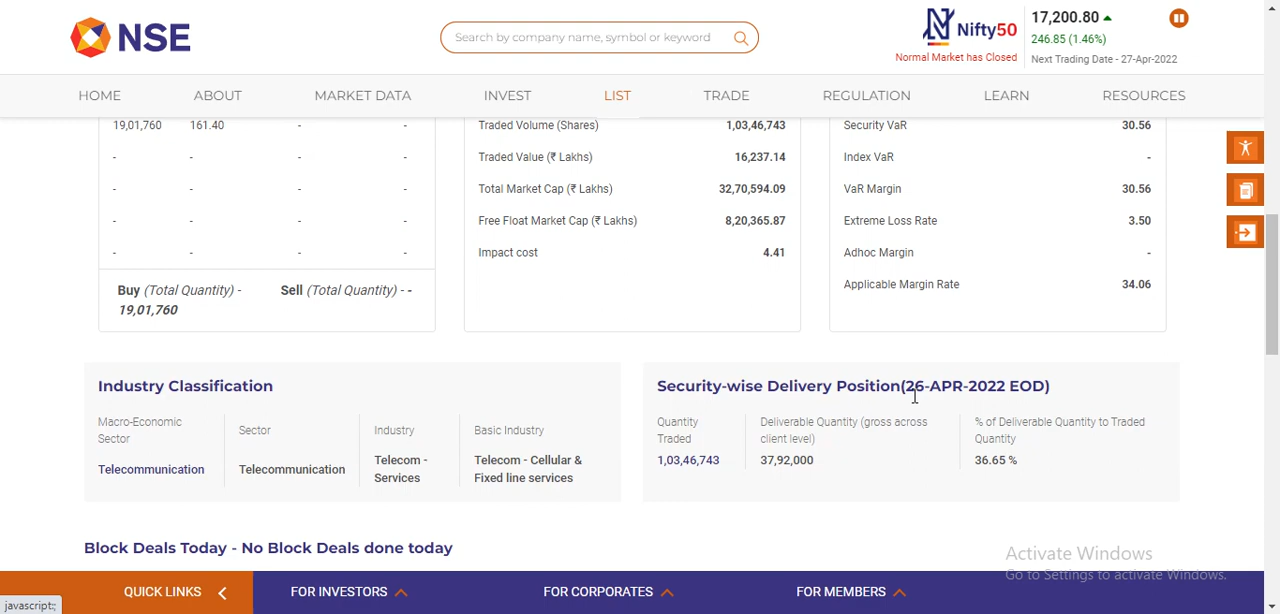 NSE
Search by company name, symbol or keyword
Nifty50
Normal Market has Closed
17,200.80
246.85 (1.46%)
Next Trading Date - 27-Apr-2022
HOME ABOUT MARKET DATA INVEST LIST TRADE REGULATION LEARN RESOURCES
19,01,760 161.40 - -
- - - -
- - - -
- - - -
- - - -
Buy (Total Quantity) - 19,01,760
Sell (Total Quantity) - -
Traded Volume (Shares) 1,03,46,743
Traded Value (₹ Lakhs) 16,237.14
Total Market Cap (₹ Lakhs) 32,70,594.09
Free Float Market Cap (₹ Lakhs) 8,20,365.87
Impact cost 4.41
Security VaR 30.56
Index VaR -
VaR Margin 30.56
Extreme Loss Rate 3.50
Adhoc Margin -
Applicable Margin Rate 34.06
Industry Classification
Macro-Economic Sector
Telecommunication
Sector
Telecommunication
Industry
Telecom - Services
Basic Industry
Telecom - Cellular & Fixed line services
Security-wise Delivery Position(26-APR-2022 EOD)
Quantity Traded
1,03,46,743
Deliverable Quantity (gross across client level)
37,92,000
% of Deliverable Quantity to Traded Quantity
36.65 %
Block Deals Today - No Block Deals done today
Activate Windows
Go to Settings to activate Windows.
QUICK LINKS FOR INVESTORS FOR CORPORATES FOR MEMBERS
javascript:;